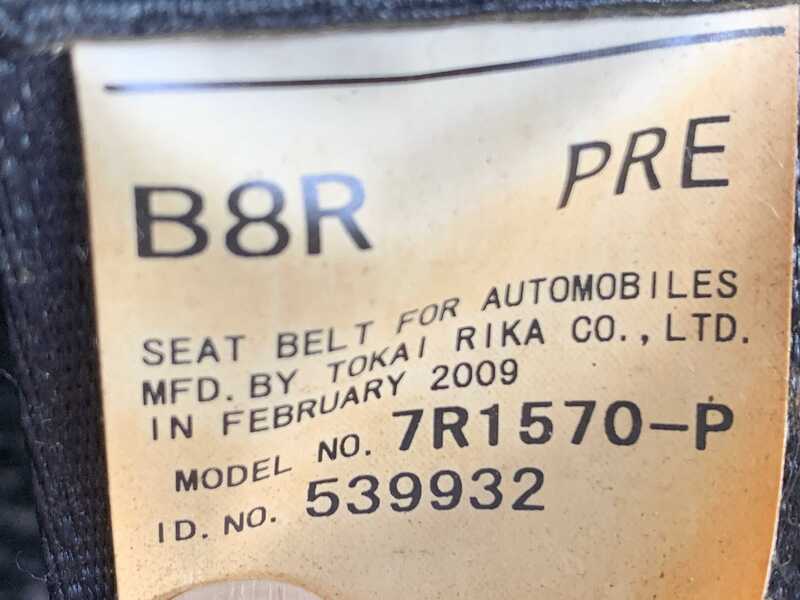 B8R PRE
SEAT BELT FOR AUTOMOBILES
MFD. BY TOKAI RIKA CO., LTD.
IN FEBRUARY 2009
MODEL NO. 7R1570-P
ID. NO. 539932